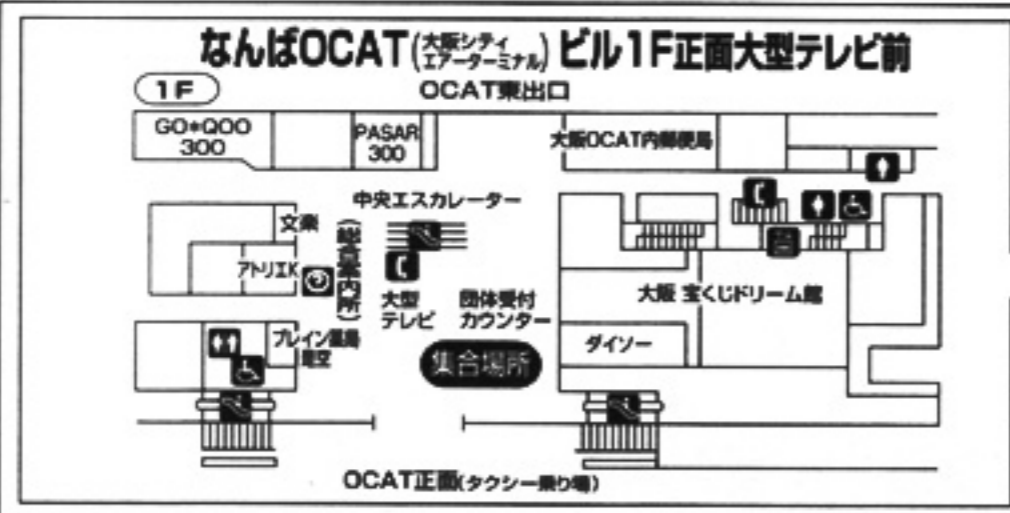 なんばOCAT(大阪シティエアーターミナル)ビル1F正面大型テレビ前
1F
OCAT東出口
GO*QOO
300
PASAR
300
大阪OCAT内郵便局
中央エスカレーター
文楽
(総合案内所)
アトリエK
大型
テレビ
団体受付
カウンター
大阪 宝くじドリーム館
ブレイン薬局
ダイソー
集合場所
OCAT正面(タクシー乗り場)